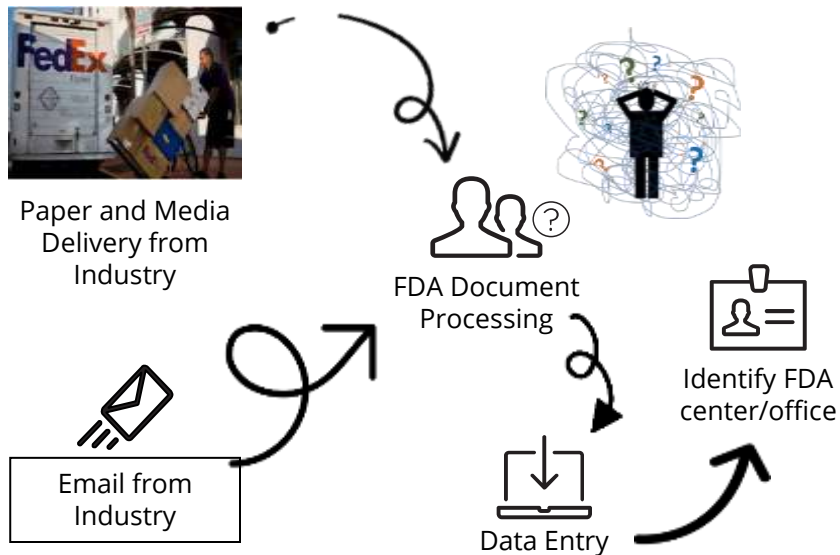 FedEx
Paper and Media
Delivery from
Industry
?
?
?
?
?
?
?
?
?
FDA Document
Processing
Identify FDA
center/office
Email from
Industry
Data Entry